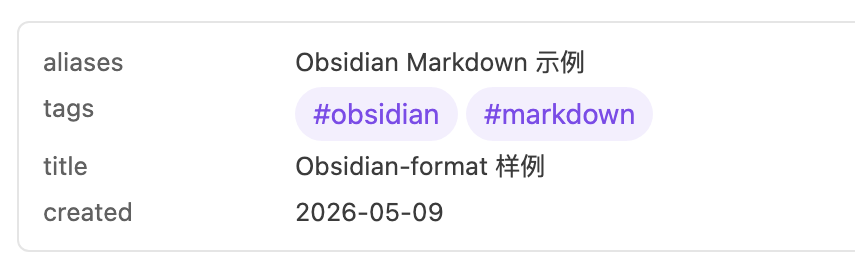 aliases Obsidian Markdown 示例
tags #obsidian #markdown
title Obsidian-format 样例
created 2026-05-09